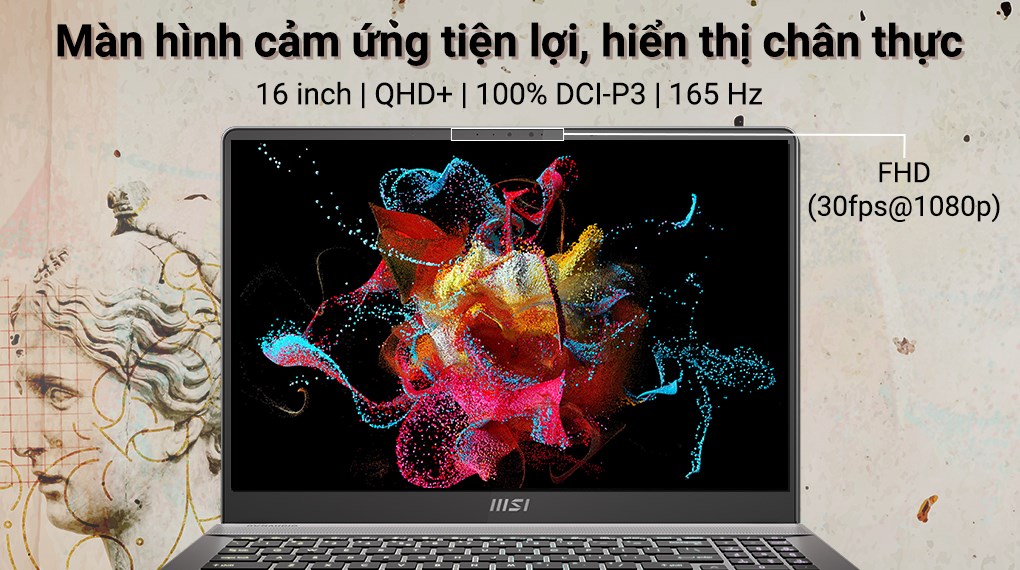 Màn hình cảm ứng tiện lợi, hiển thị chân thực
16 inch | QHD+ | 100% DCI-P3 | 165 Hz
FHD
(30fps@1080p)
msi